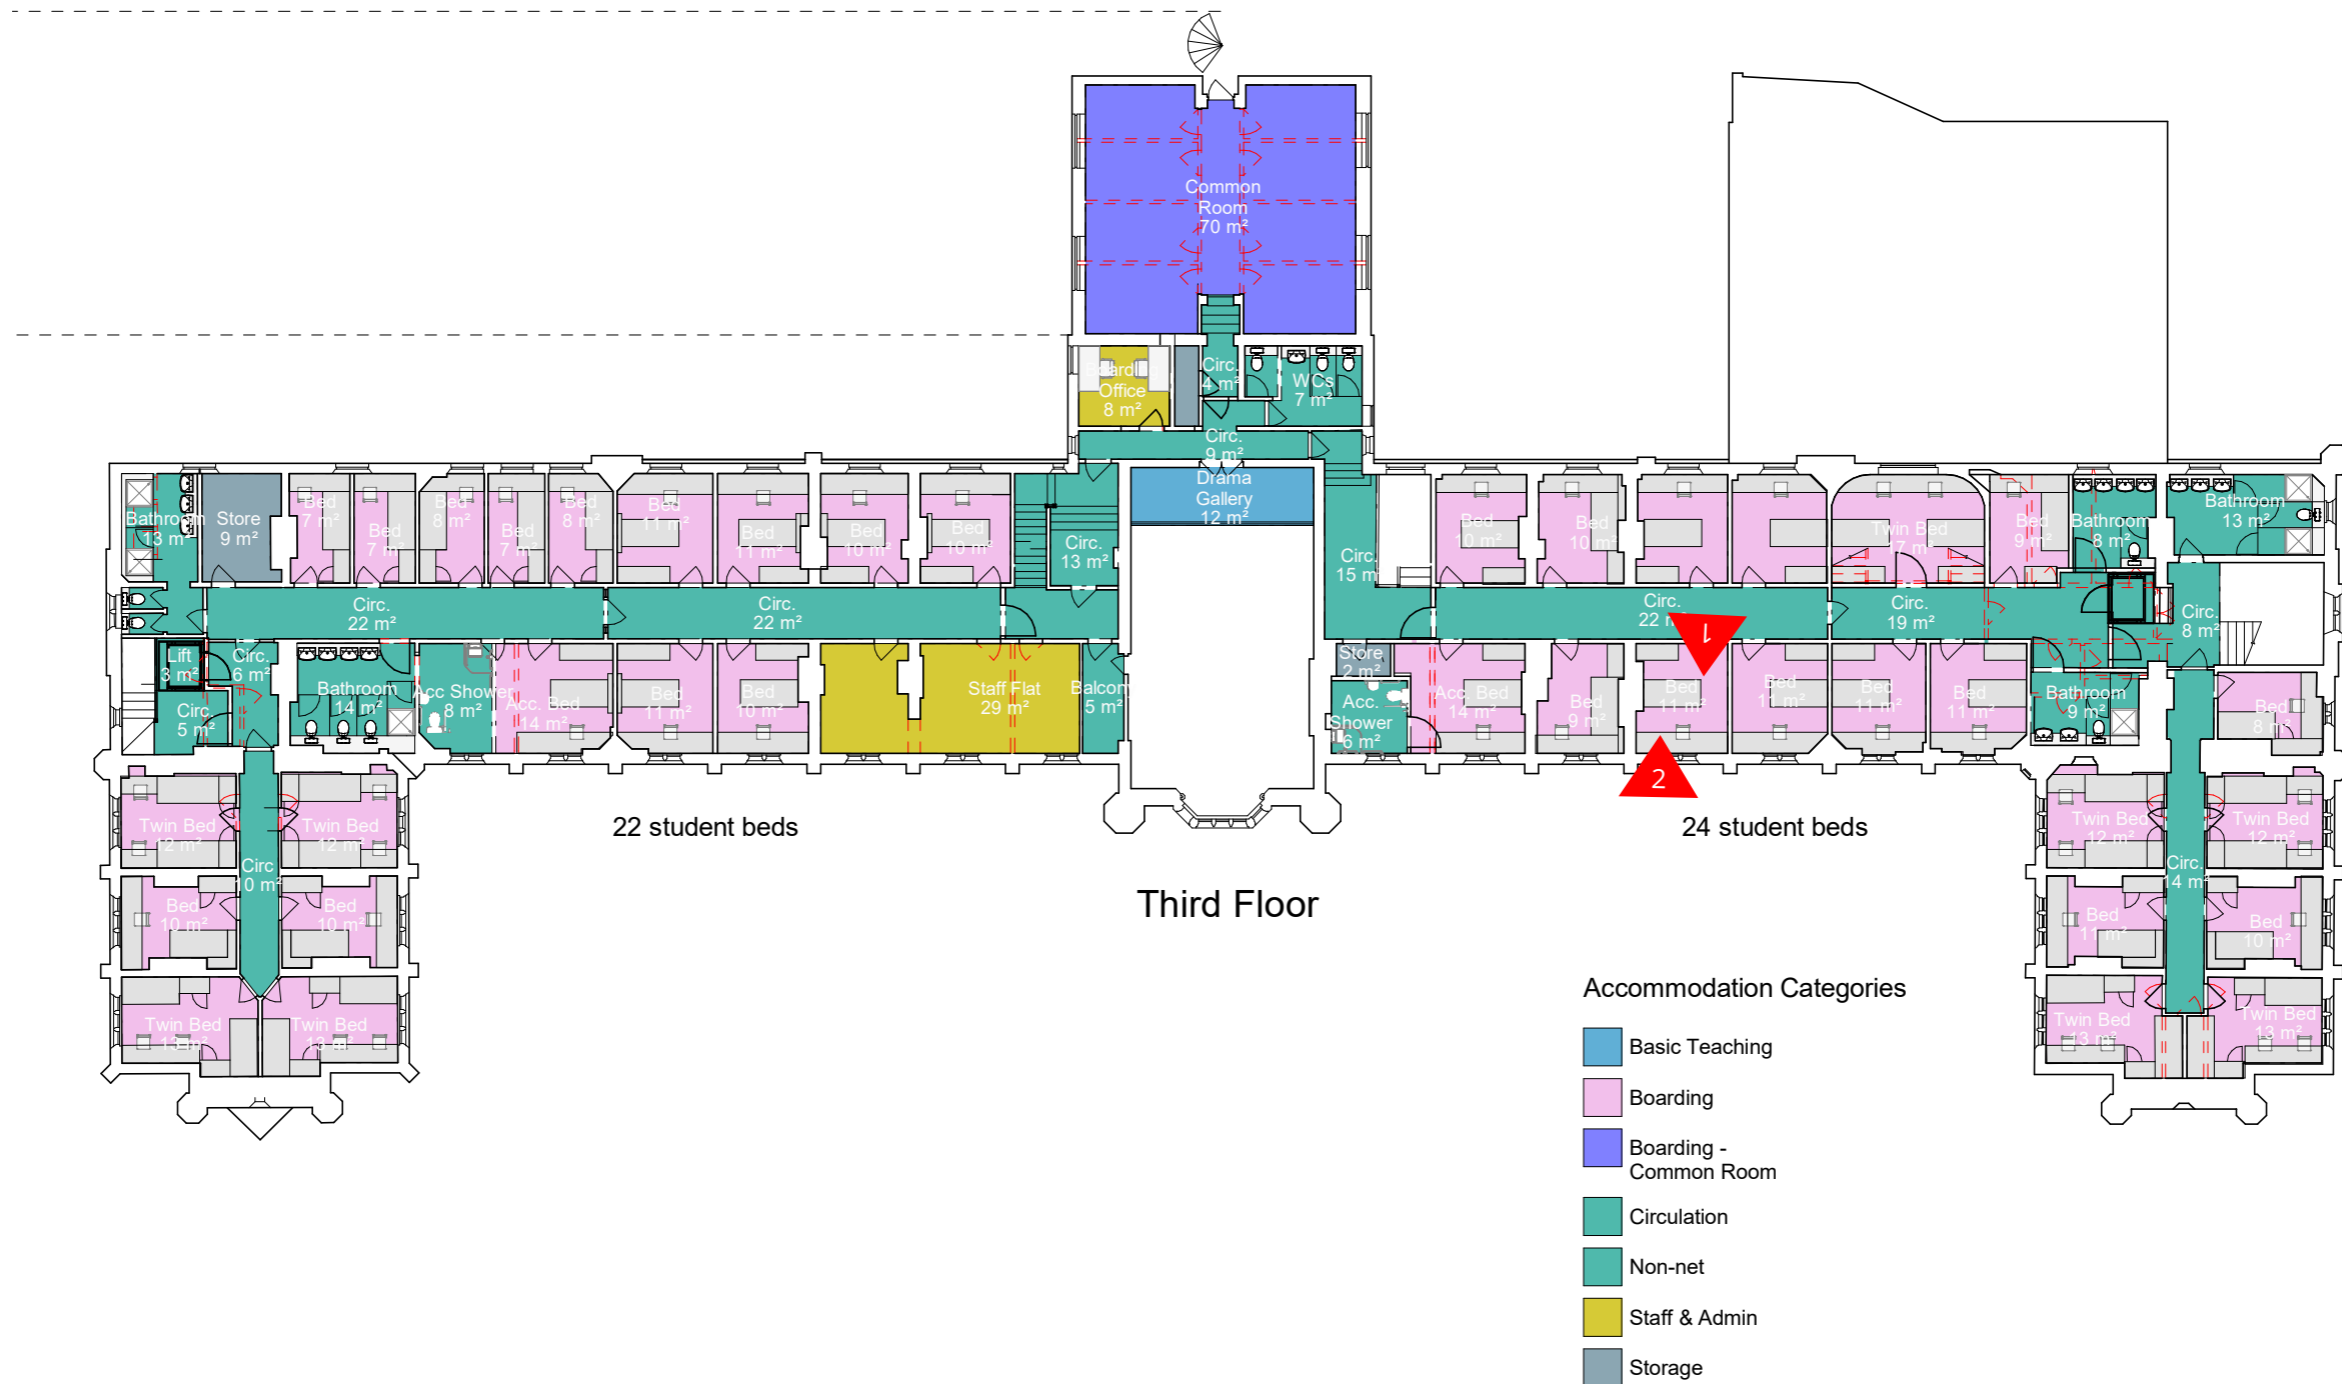 Common
Room
70 m²
Boarding
Office
8 m²
Circ.
4 m²
WCs
7 m²
Circ.
9 m²
Drama
Gallery
12 m²
Bathroom
13 m²
Store
9 m²
Bed
7 m²
Bed
7 m²
Bed
8 m²
Bed
7 m²
Bed
8 m²
Bed
11 m²
Bed
11 m²
Bed
10 m²
Bed
10 m²
Circ.
13 m²
Circ.
15 m²
Bed
10 m²
Bed
10 m²
Twin Bed
17 m²
Bed
9 m²
Bathroom
8 m²
Bathroom
13 m²
Circ.
22 m²
Circ.
22 m²
Circ.
22 m²
1
Circ.
19 m²
Circ.
8 m²
Lift
3 m²
Circ.
6 m²
Circ.
5 m²
Bathroom
14 m²
Acc Shower
8 m²
Acc. Bed
14 m²
Bed
11 m²
Bed
10 m²
Staff Flat
29 m²
Balcony
5 m²
Store
2 m²
Acc.
Shower
6 m²
Acc. Bed
14 m²
Bed
9 m²
Bed
11 m²
Bed
11 m²
Bed
11 m²
Bed
11 m²
Bathroom
9 m²
Bed
8 m²
2
Twin Bed
12 m²
Twin Bed
12 m²
Circ.
10 m²
Bed
10 m²
Bed
10 m²
Twin Bed
13 m²
Twin Bed
13 m²
22 student beds
24 student beds
Twin Bed
12 m²
Twin Bed
12 m²
Circ.
14 m²
Bed
11 m²
Bed
10 m²
Twin Bed
13 m²
Twin Bed
13 m²
Third Floor
Accommodation Categories
Basic Teaching
Boarding
Boarding -
Common Room
Circulation
Non-net
Staff & Admin
Storage